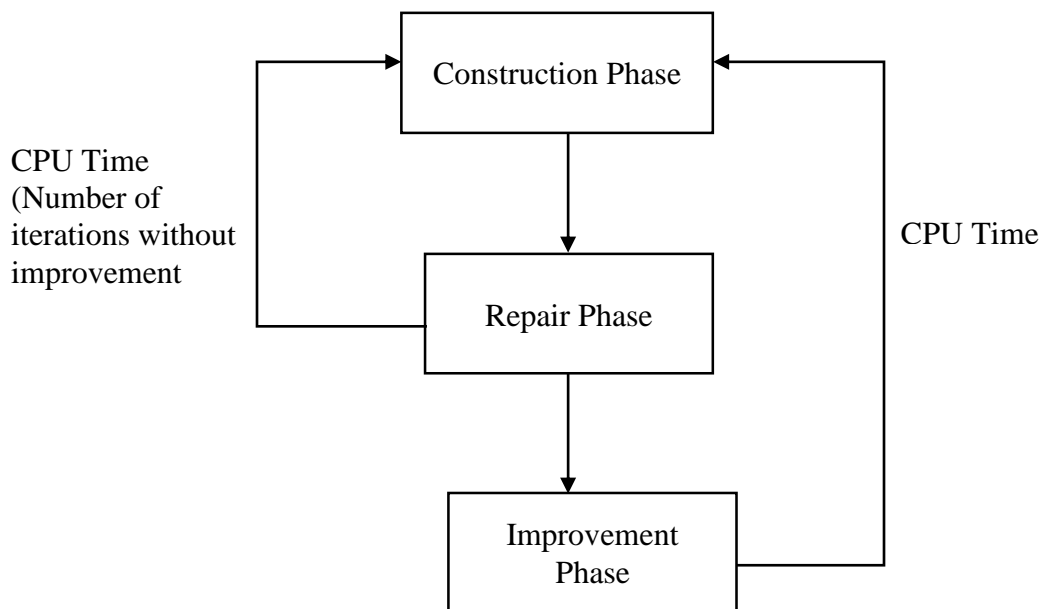 Construction Phase
CPU Time
(Number of
iterations without
improvement
CPU Time
Repair Phase
Improvement
Phase